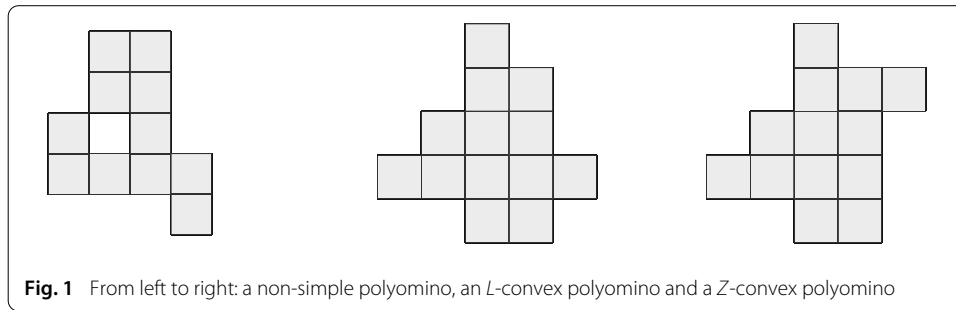 Fig. 1 From left to right: a non-simple polyomino, an L-convex polyomino and a Z-convex polyomino